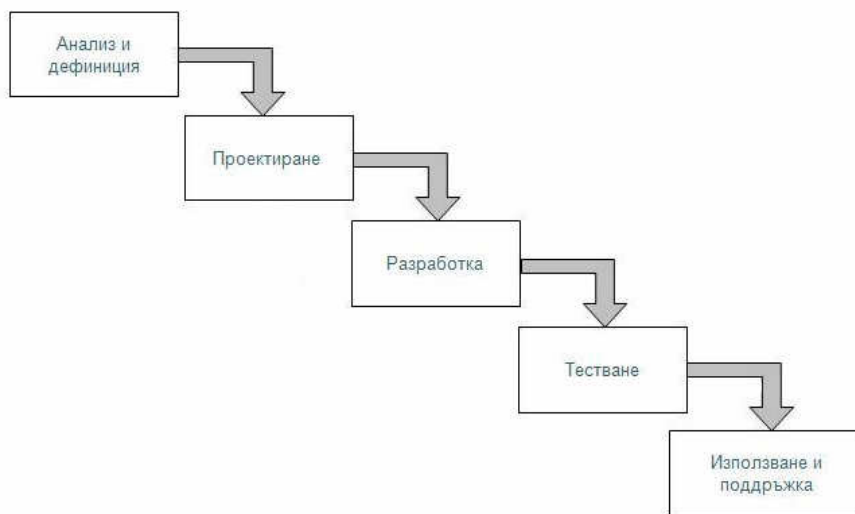 Анализ и
дефиниция
Проектиране
Разработка
Тестване
Използване и
поддръжка